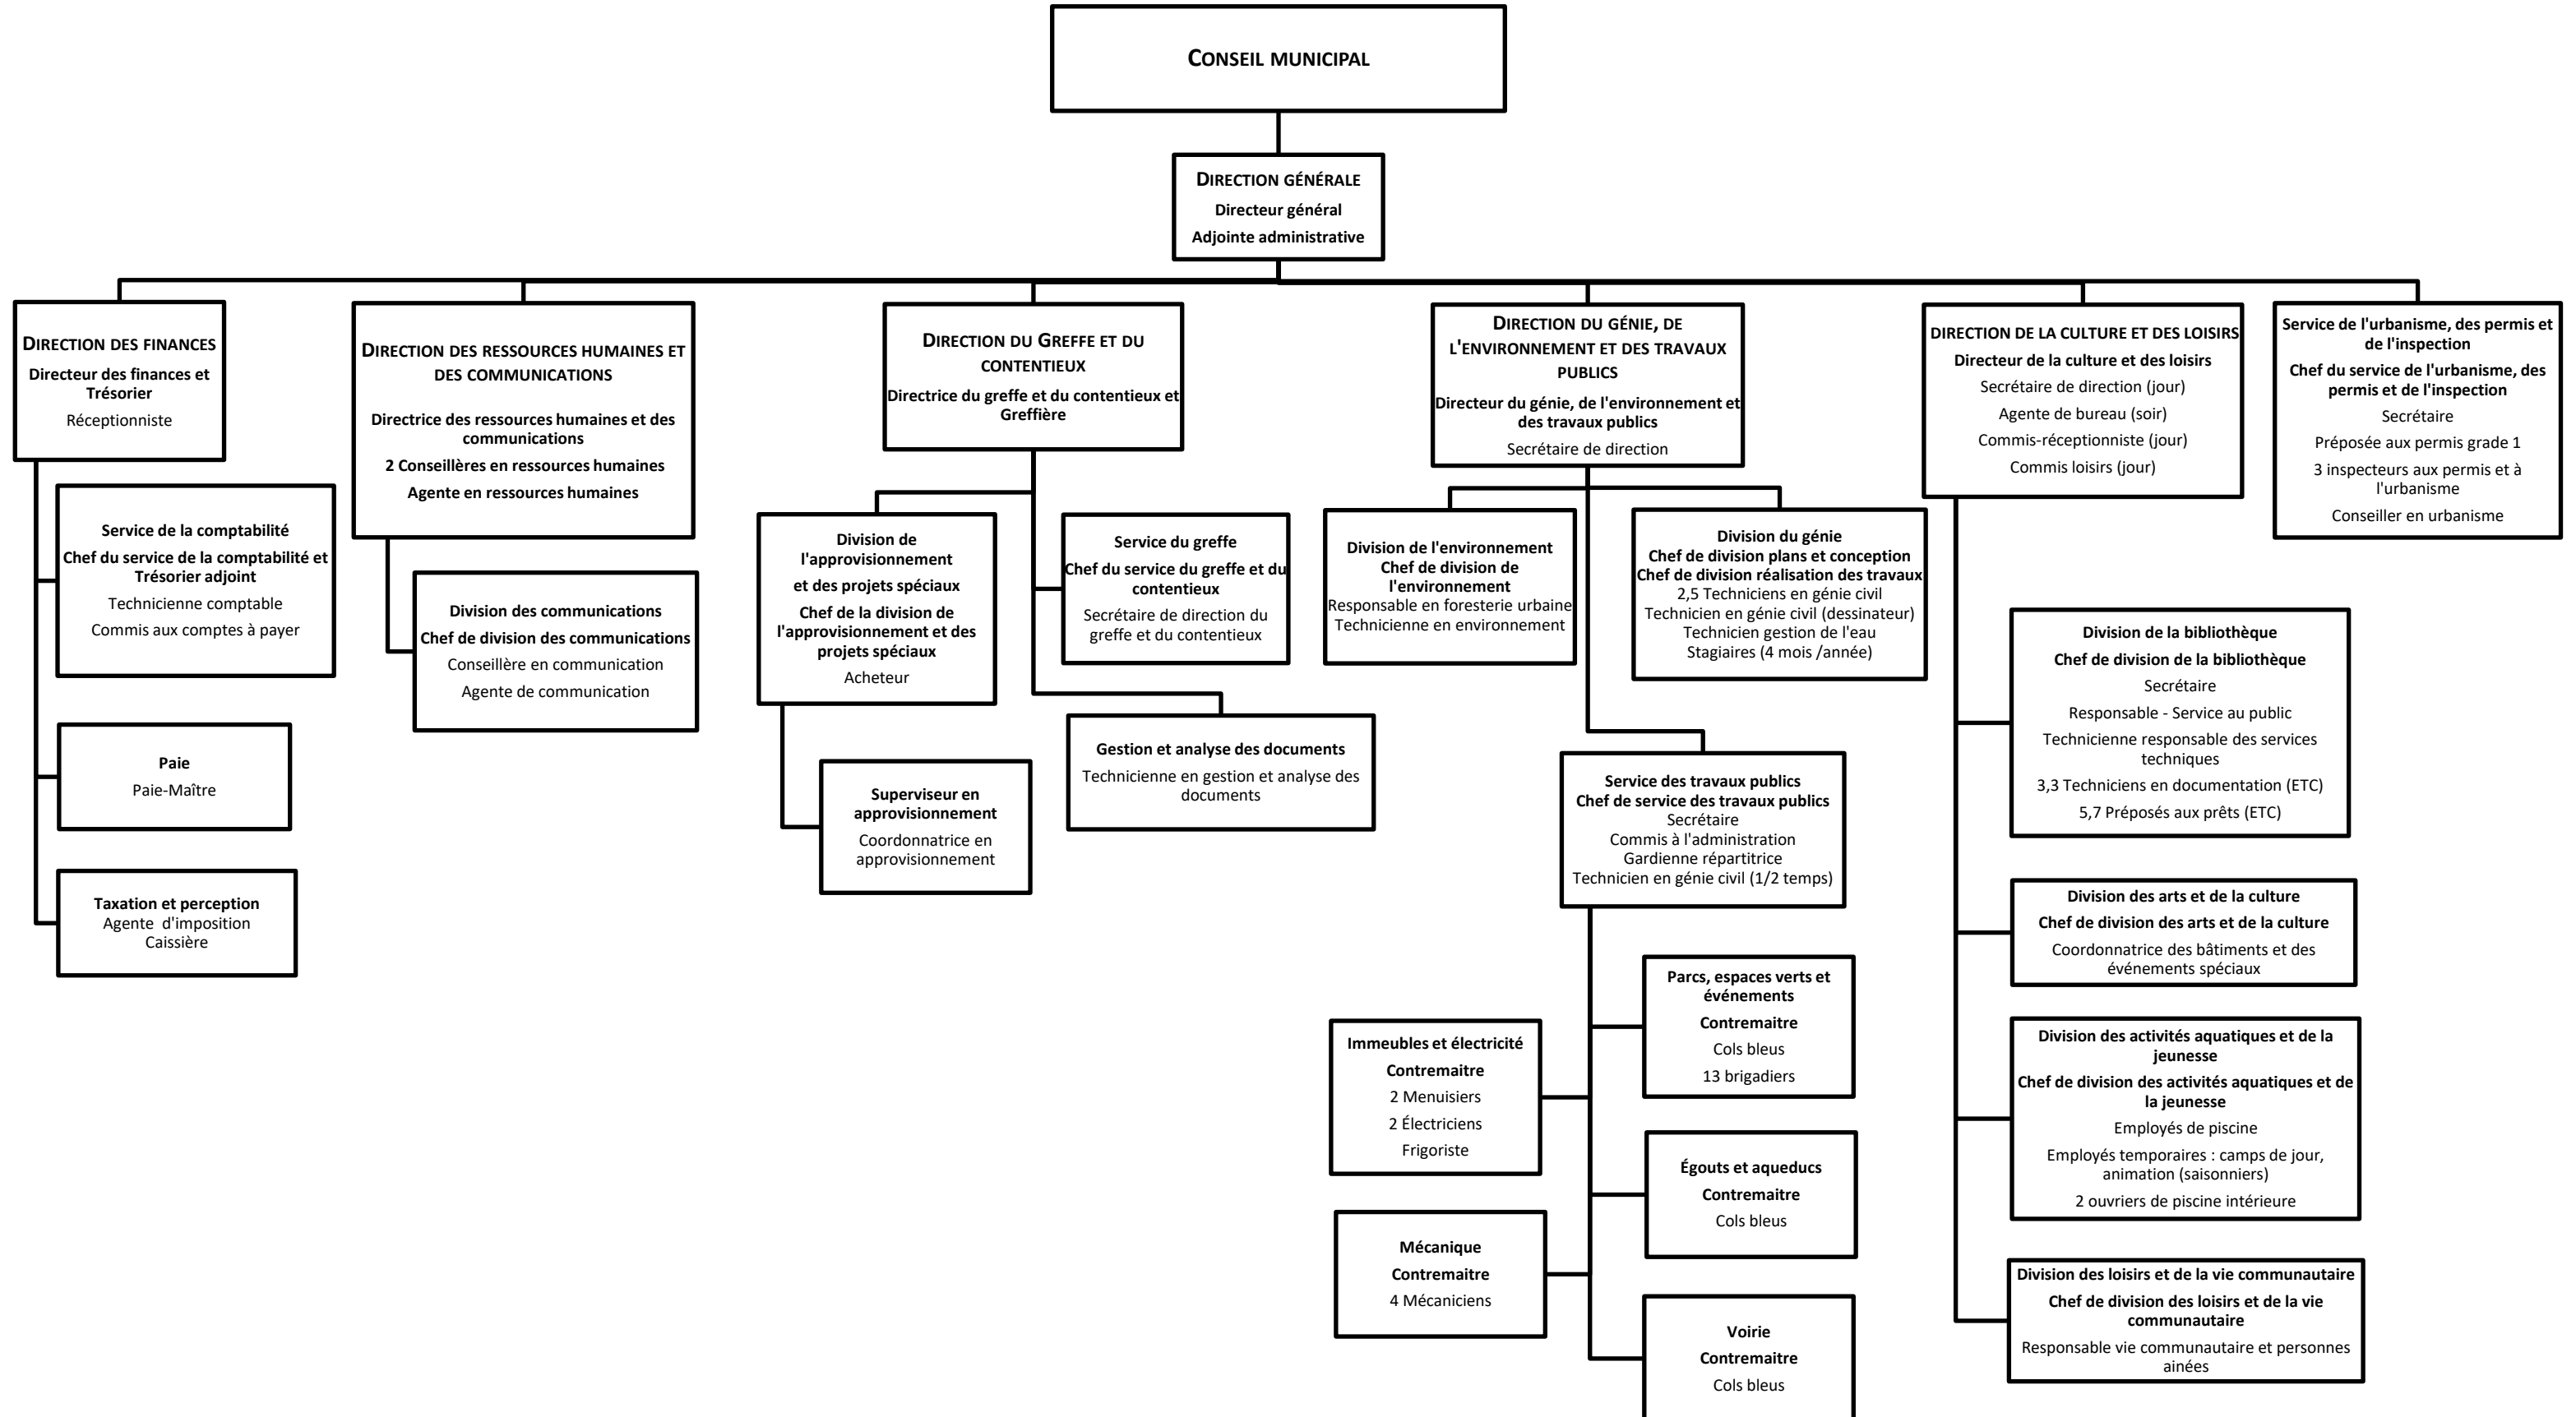 CONSEIL MUNICIPAL
DIRECTION GÉNÉRALE
Directeur général
Adjointe administrative
DIRECTION DES FINANCES
Directeur des finances et
Trésorier
Réceptionniste
Service de la comptabilité
Chef du service de la comptabilité et
Trésorier adjoint
Technicienne comptable
Commis aux comptes à payer
Paie
Paie-Maître
Taxation et perception
Agente d'imposition
Caissière
DIRECTION DES RESSOURCES HUMAINES ET
DES COMMUNICATIONS
Directrice des ressources humaines et des
communications
2 Conseillères en ressources humaines
Agente en ressources humaines
Division des communications
Chef de division des communications
Conseillère en communication
Agente de communication
DIRECTION DU GREFFE ET DU
CONTENTIEUX
Directrice du greffe et du contentieux et
Greffière
Division de
l'approvisionnement
et des projets spéciaux
Chef de la division de
l'approvisionnement et des
projets spéciaux
Acheteur
Superviseur en
approvisionnement
Coordonnatrice en
approvisionnement
Service du greffe
Chef du service du greffe et du
contentieux
Secrétaire de direction du
greffe et du contentieux
Gestion et analyse des documents
Technicienne en gestion et analyse des
documents
DIRECTION DU GÉNIE, DE
L'ENVIRONNEMENT ET DES TRAVAUX
PUBLICS
Directeur du génie, de l'environnement et
des travaux publics
Secrétaire de direction
Division de l'environnement
Chef de division de
l'environnement
Responsable en foresterie urbaine
Technicienne en environnement
Division du génie
Chef de division plans et conception
Chef de division réalisation des travaux
2,5 Techniciens en génie civil
Technicien en génie civil (dessinateur)
Technicien gestion de l'eau
Stagiaires (4 mois /année)
Service des travaux publics
Chef de service des travaux publics
Secrétaire
Commis à l'administration
Gardienne répartitrice
Technicien en génie civil (1/2 temps)
Parcs, espaces verts et
événements
Contremaitre
Cols bleus
13 brigadiers
Immeubles et électricité
Contremaitre
2 Menuisiers
2 Électriciens
Frigoriste
Égouts et aqueducs
Contremaitre
Cols bleus
Mécanique
Contremaitre
4 Mécaniciens
Voirie
Contremaitre
Cols bleus
DIRECTION DE LA CULTURE ET DES LOISIRS
Directeur de la culture et des loisirs
Secrétaire de direction (jour)
Agente de bureau (soir)
Commis-réceptionniste (jour)
Commis loisirs (jour)
Division de la bibliothèque
Chef de division de la bibliothèque
Secrétaire
Responsable - Service au public
Technicienne responsable des services
techniques
3,3 Techniciens en documentation (ETC)
5,7 Préposés aux prêts (ETC)
Division des arts et de la culture
Chef de division des arts et de la culture
Coordonnatrice des bâtiments et des
événements spéciaux
Division des activités aquatiques et de la
jeunesse
Chef de division des activités aquatiques et de
la jeunesse
Employés de piscine
Employés temporaires : camps de jour,
animation (saisonniers)
2 ouvriers de piscine intérieure
Division des loisirs et de la vie communautaire
Chef de division des loisirs et de la vie
communautaire
Responsable vie communautaire et personnes
ainées
Service de l'urbanisme, des permis et
de l'inspection
Chef du service de l'urbanisme, des
permis et de l'inspection
Secrétaire
Préposée aux permis grade 1
3 inspecteurs aux permis et à
l'urbanisme
Conseiller en urbanisme